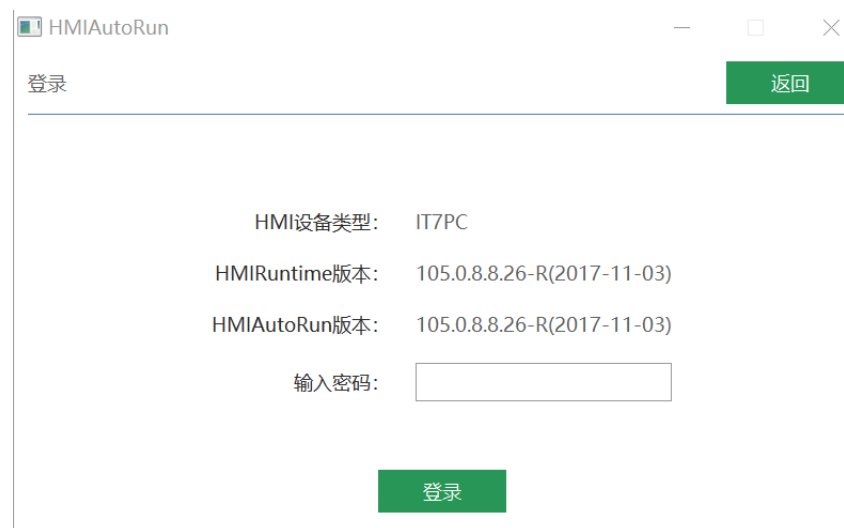 HMIAutoRun
登录 返回
HMI设备类型： IT7PC
HMIRuntime版本： 105.0.8.8.26-R(2017-11-03)
HMIAutoRun版本： 105.0.8.8.26-R(2017-11-03)
输入密码：
登录